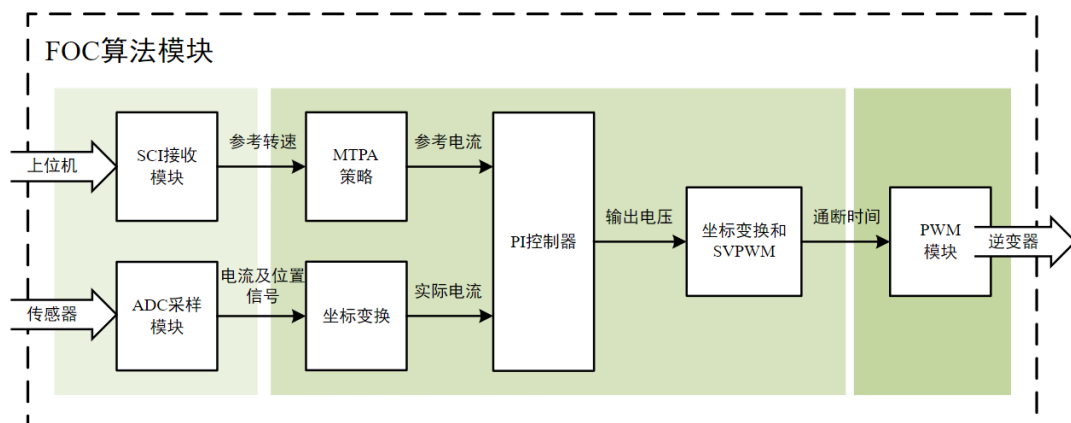 FOC算法模块
上位机
SCI接收
模块
参考转速
MTPA
策略
参考电流
PI控制器
输出电压
坐标变换和
SVPWM
通断时间
PWM
模块
逆变器
传感器
ADC采样
模块
电流及位置
信号
坐标变换
实际电流